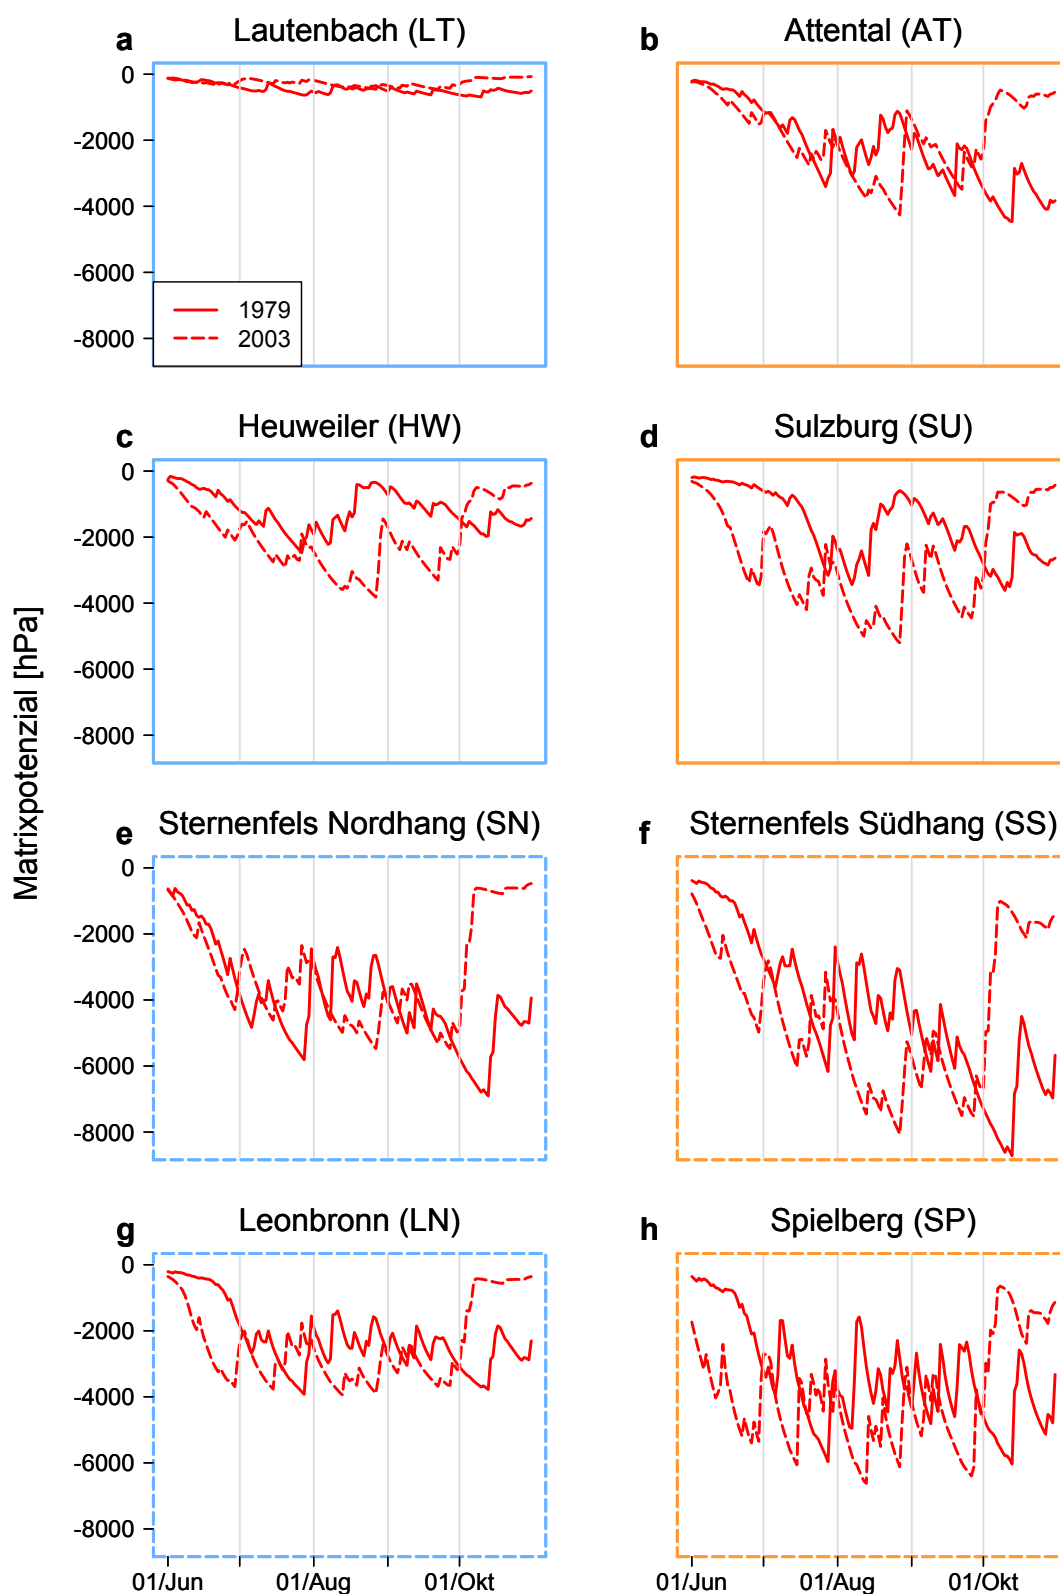 a Lautenbach (LT)
b Attental (AT)
0
-2000
-4000
-6000
-8000
1979
2003
c Heuweiler (HW)
d Sulzburg (SU)
0
-2000
-4000
-6000
-8000
Matrixpotenzial [hPa]
e Sternenfels Nordhang (SN)
f Sternenfels Südhang (SS)
0
-2000
-4000
-6000
-8000
g Leonbronn (LN)
h Spielberg (SP)
0
-2000
-4000
-6000
-8000
01/Jun 01/Aug 01/Okt
01/Jun 01/Aug 01/Okt